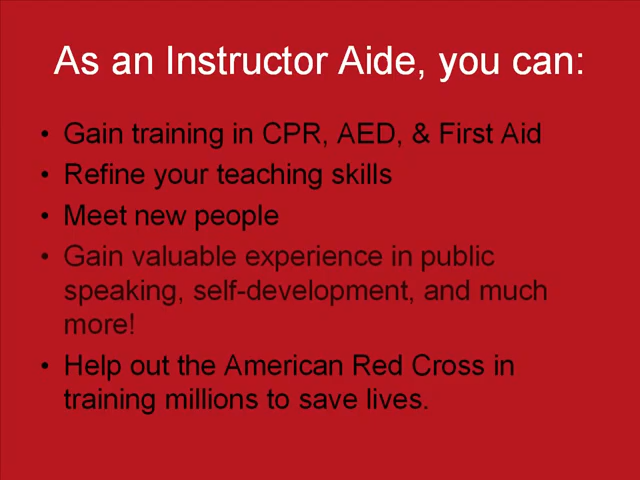 As an Instructor Aide, you can:
• Gain training in CPR, AED, & First Aid
• Refine your teaching skills
• Meet new people
• Gain valuable experience in public
speaking, self-development, and much
more!
• Help out the American Red Cross in
training millions to save lives.